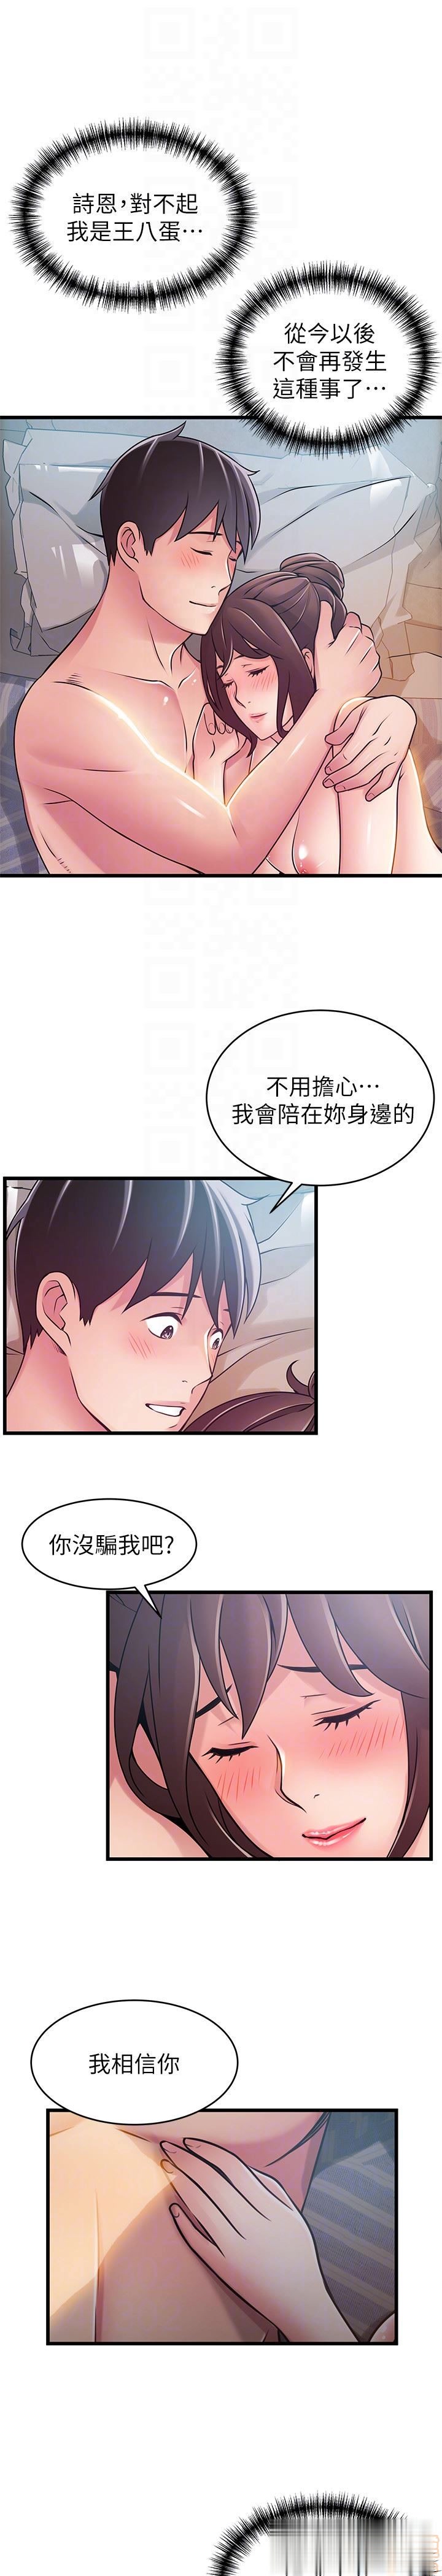 詩恩，對不起
我是王八蛋⋯
從今以後
不會再發生
這種事了⋯
不用擔心⋯
我會陪在妳身邊的
你沒騙我吧?
我相信你